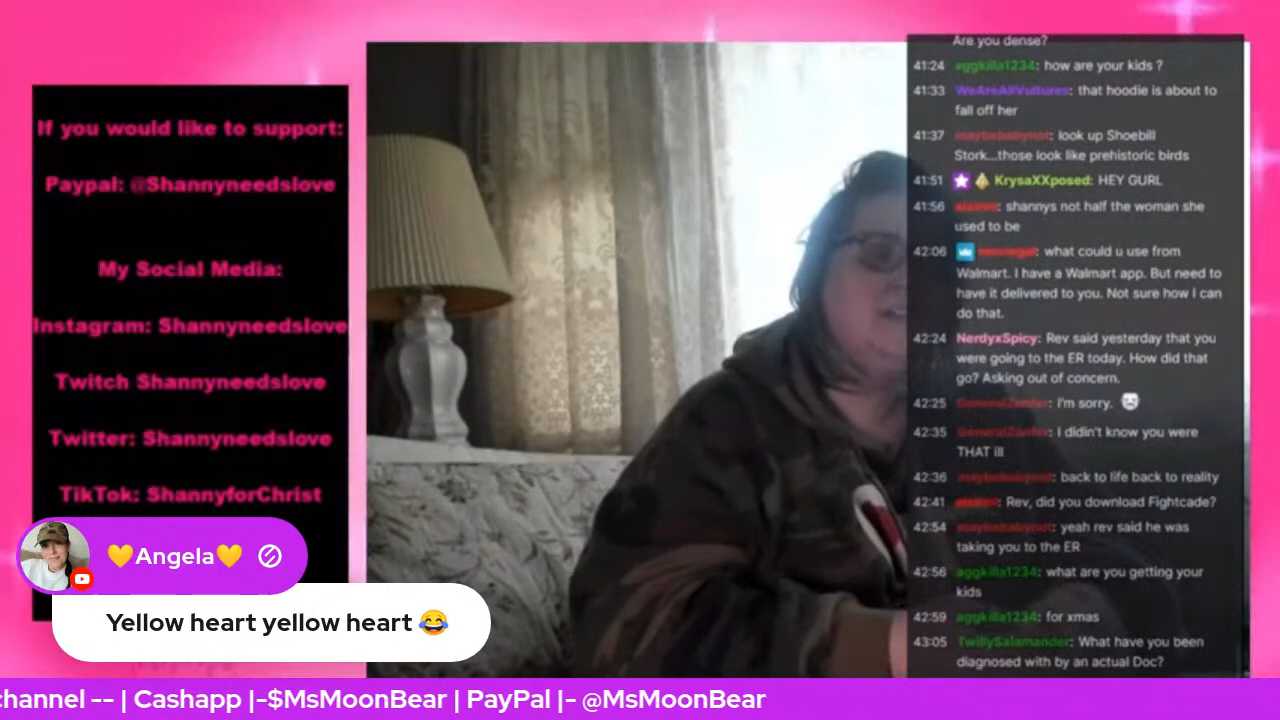 If you would like to support:
Paypal: @Shannyneedslove
My Social Media:
Instagram: Shannyneedslove
Twitch Shannyneedslove
Twitter: Shannyneedslove
TikTok: ShannyforChrist
Are you dense?
41:24 aggkilla1234: how are your kids ?
41:33 WeAreAllVultures: that hoodie is about to
fall off her
41:37 look up Shoebill
Stork...those look like prehistoric birds
41:51 KrysaXXposed: HEY GURL
41:56 shannys not half the woman she
used to be
42:06 what could u use from
Walmart. I have a Walmart app. But need to
have it delivered to you. Not sure how I can
do that.
42:24 NerdyxSpicy: Rev said yesterday that you
were going to the ER today. How did that
go? Asking out of concern.
42:25 I'm sorry.
42:35 I didin't know you were
THAT ill
42:36 back to life back to reality
42:41 Rev, did you download Fightcade?
42:54 yeah rev said he was
taking you to the ER
42:56 aggkilla1234: what are you getting your
kids
42:59 aggkilla1234: for xmas
43:05 TwillySalamander: What have you been
diagnosed with by an actual Doc?
💛Angela💛
Yellow heart yellow heart 😂
channel -- | Cashapp |-$MsMoonBear | PayPal |- @MsMoonBear